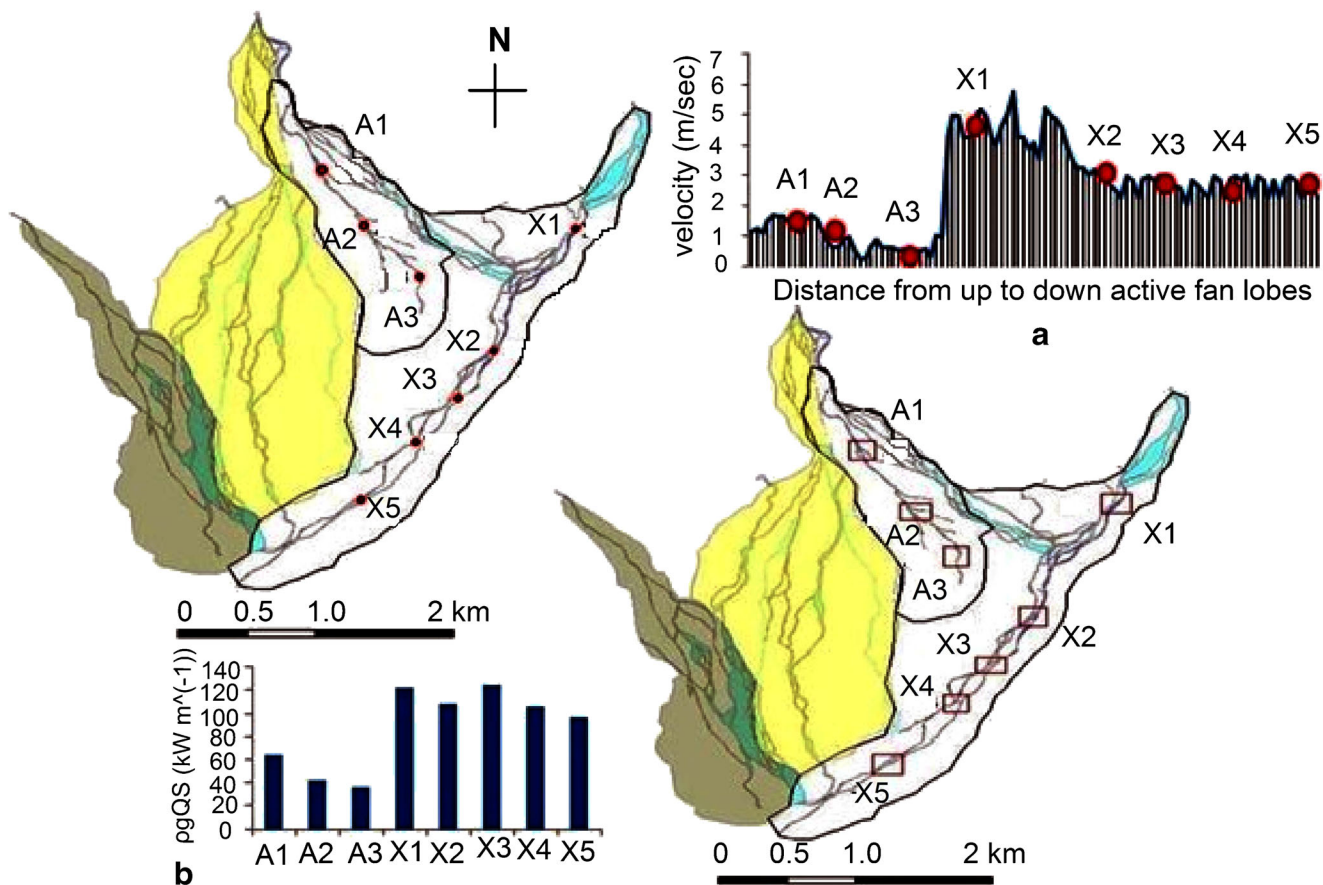 N
A1
A2
A3
X1
X2
X3
X4
X5
0 0.5 1.0 2 km
velocity (m/sec)
7
6
5
4
3
2
1
0
A1 A2 A3 X1 X2 X3 X4 X5
Distance from up to down active fan lobes
a
A1
A2
A3
X1
X2
X3
X4
X5
0 0.5 1.0 2 km
ρgQS (kW m^(-1))
140
120
100
80
60
40
20
0
A1 A2 A3 X1 X2 X3 X4 X5
b